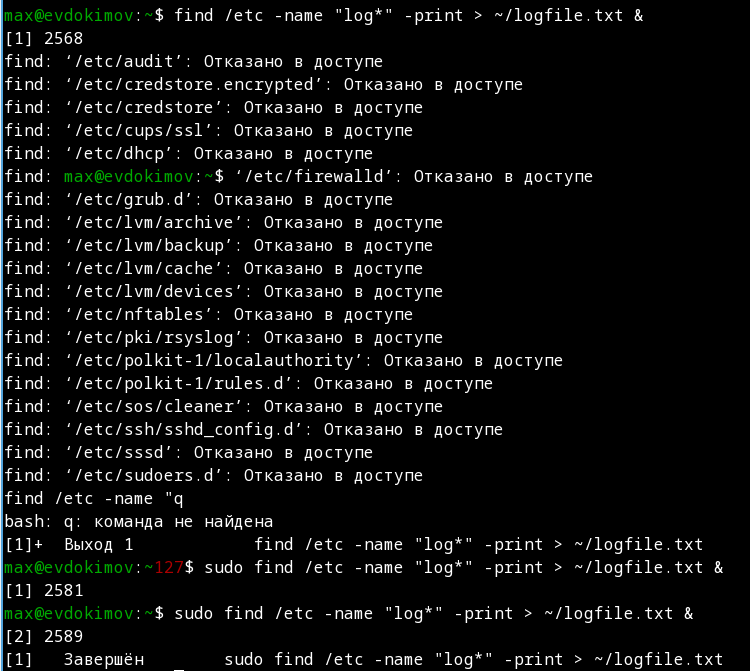 max@evdokimov:~$ find /etc -name "log*" -print > ~/logfile.txt &
[1] 2568
find: ‘/etc/audit’: Отказано в доступе
find: ‘/etc/credstore.encrypted’: Отказано в доступе
find: ‘/etc/credstore’: Отказано в доступе
find: ‘/etc/cups/ssl’: Отказано в доступе
find: ‘/etc/dhcp’: Отказано в доступе
find: max@evdokimov:~$ ‘/etc/firewalld’: Отказано в доступе
find: ‘/etc/grub.d’: Отказано в доступе
find: ‘/etc/lvm/archive’: Отказано в доступе
find: ‘/etc/lvm/backup’: Отказано в доступе
find: ‘/etc/lvm/cache’: Отказано в доступе
find: ‘/etc/lvm/devices’: Отказано в доступе
find: ‘/etc/nftables’: Отказано в доступе
find: ‘/etc/pki/rsyslog’: Отказано в доступе
find: ‘/etc/polkit-1/localauthority’: Отказано в доступе
find: ‘/etc/polkit-1/rules.d’: Отказано в доступе
find: ‘/etc/sos/cleaner’: Отказано в доступе
find: ‘/etc/ssh/sshd_config.d’: Отказано в доступе
find: ‘/etc/sssd’: Отказано в доступе
find: ‘/etc/sudoers.d’: Отказано в доступе
find /etc -name "q
bash: q: команда не найдена
[1]+  Выход 1            find /etc -name "log*" -print > ~/logfile.txt
max@evdokimov:~127$ sudo find /etc -name "log*" -print > ~/logfile.txt &
[1] 2581
max@evdokimov:~$ sudo find /etc -name "log*" -print > ~/logfile.txt &
[2] 2589
[1]   Завершён   _    sudo find /etc -name "log*" -print > ~/logfile.txt